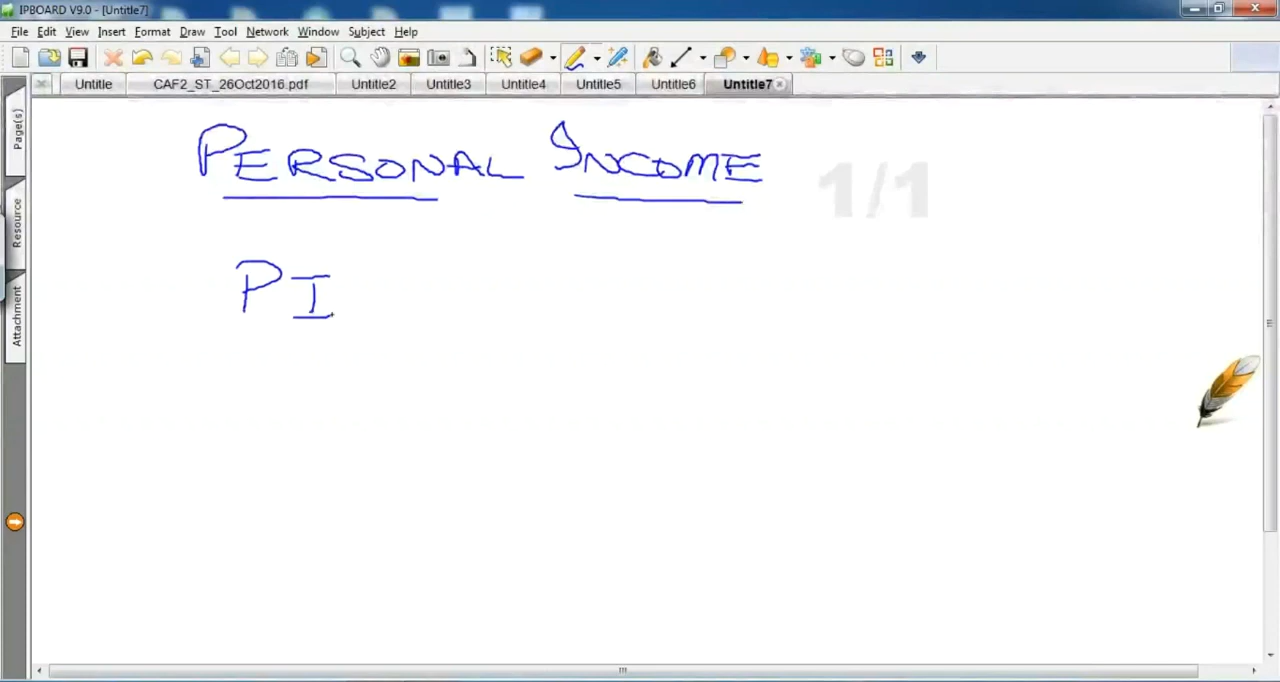 IPBOARD V9.0 - [Untitle7]
File Edit View Insert Format Draw Tool Network Window Subject Help
Untitle CAF2_ST_26Oct2016.pdf Untitle2 Untitle3 Untitle4 Untitle5 Untitle6 Untitle7
Page(s)
Resource
Attachment
PERSONAL INCOME
1/1
PI